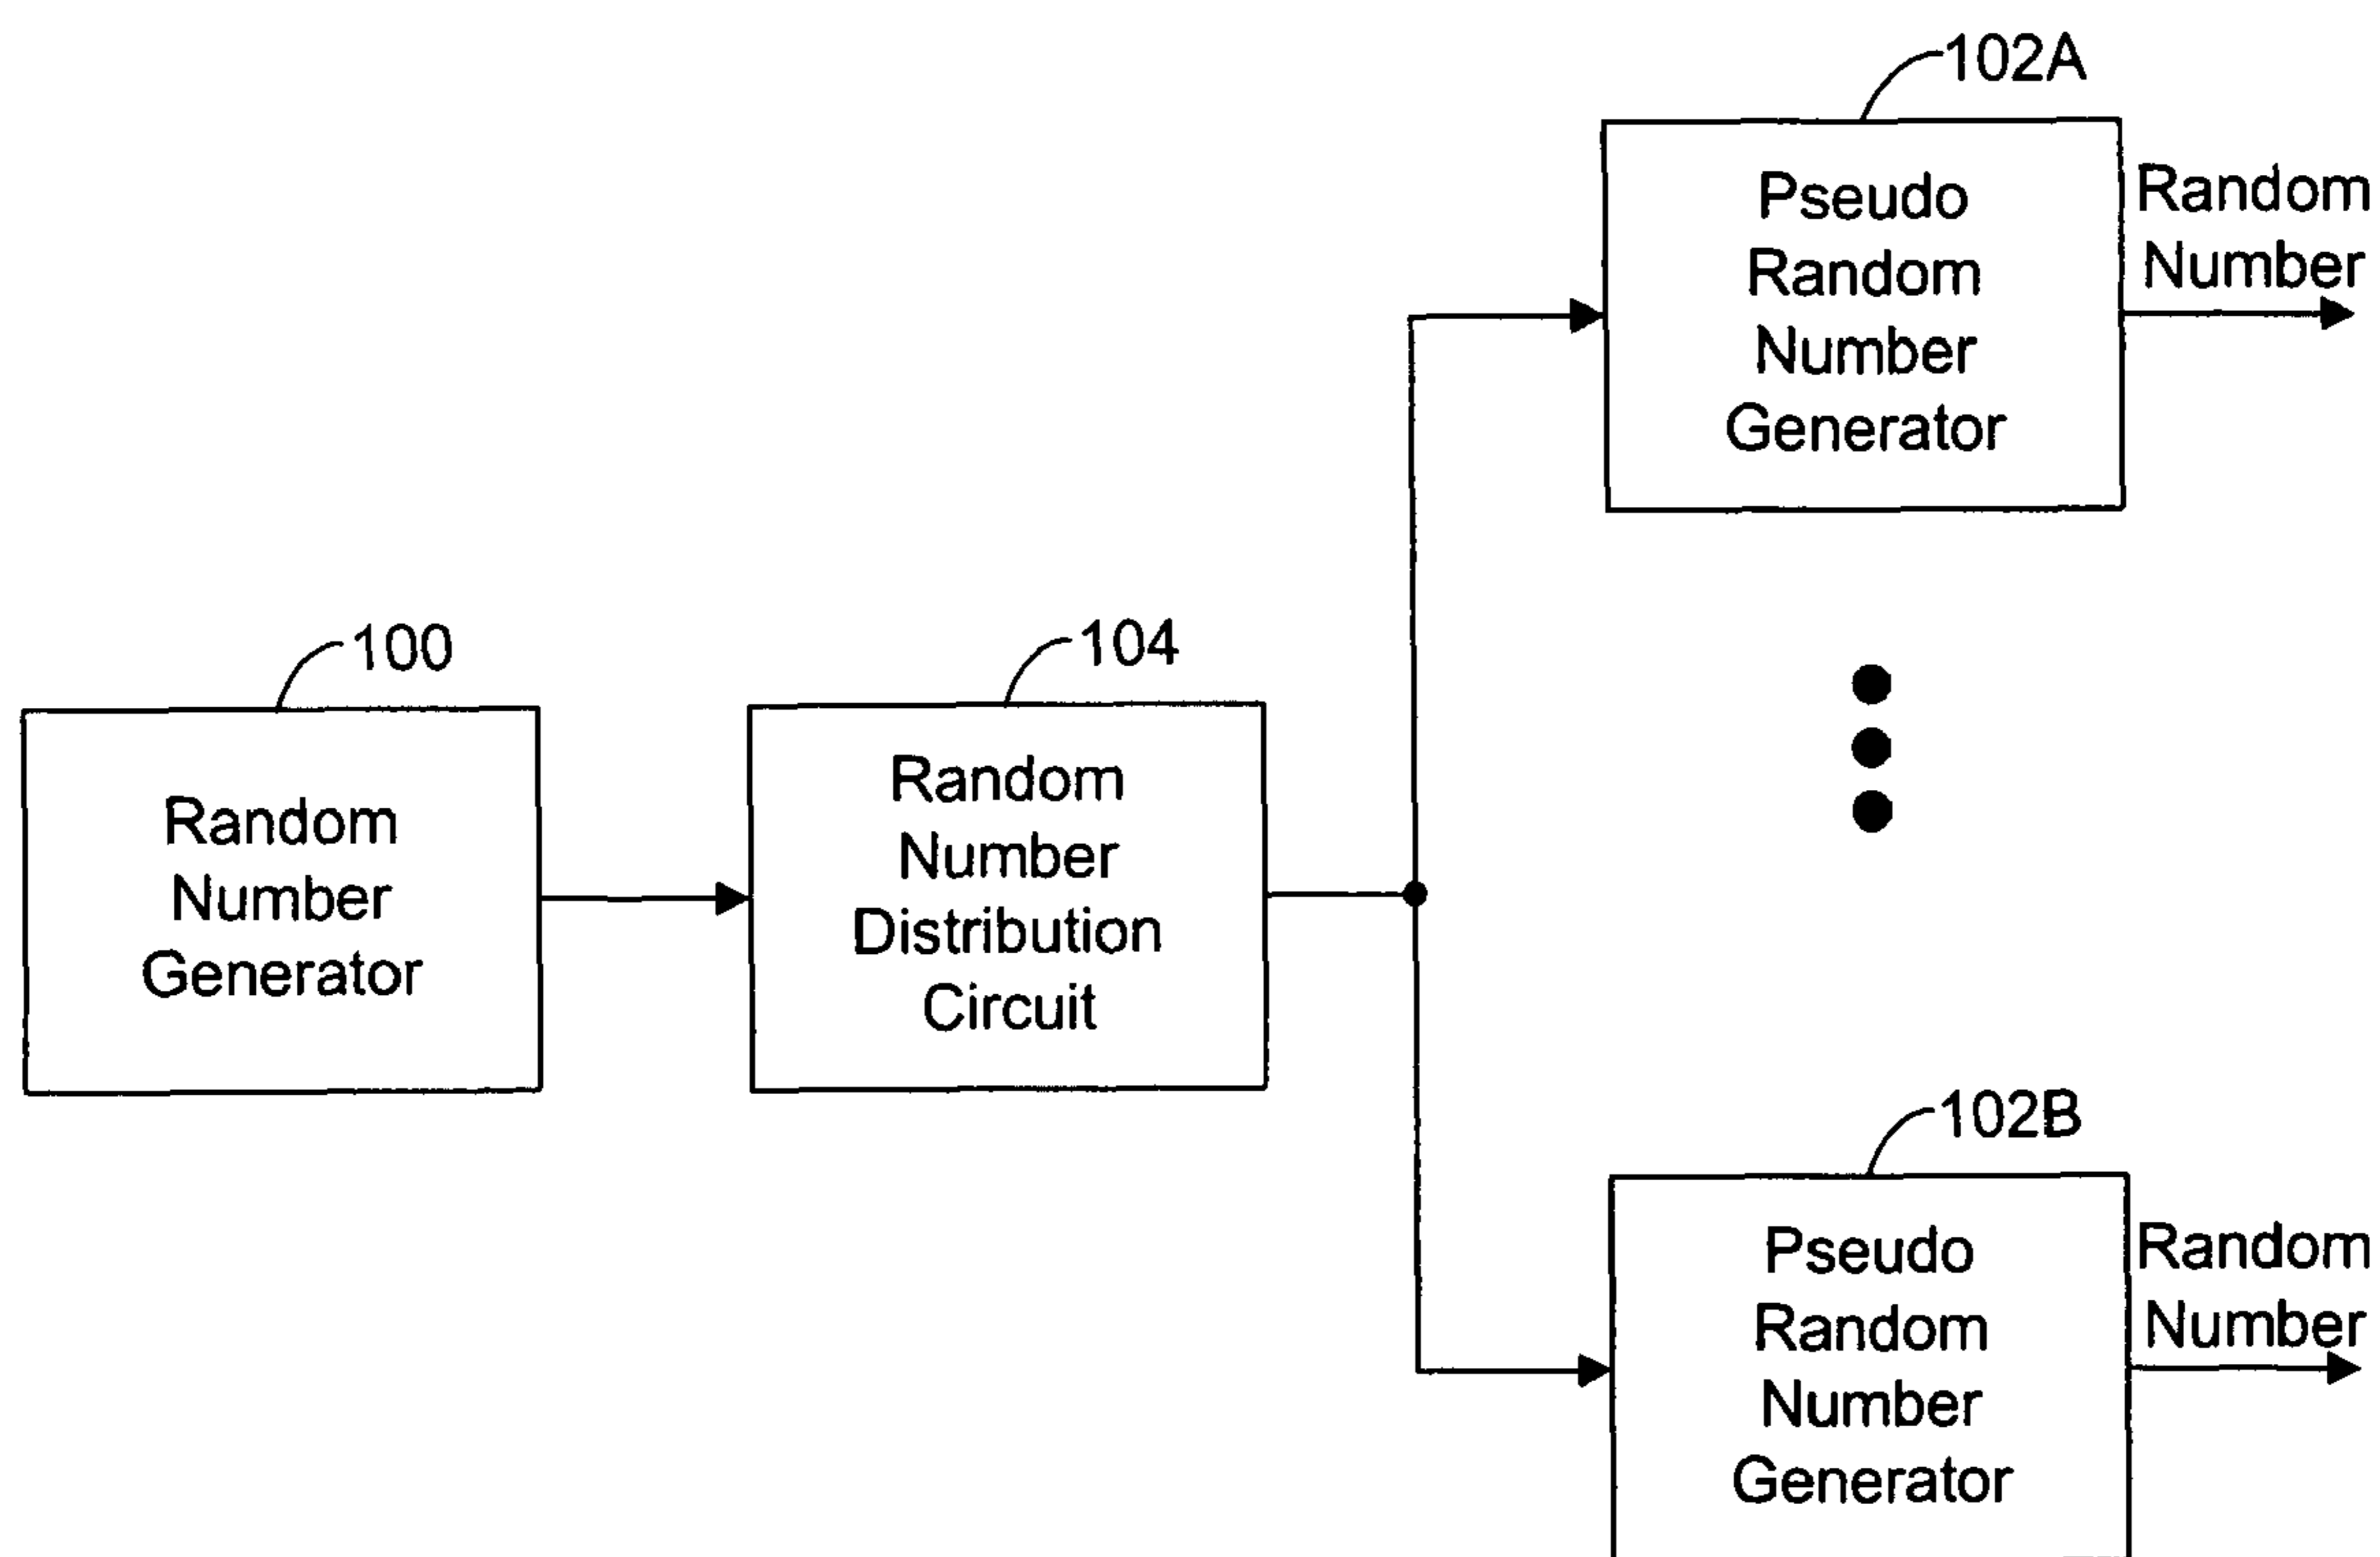 102A
Pseudo
Random
Number
Generator
Random
Number
100
Random
Number
Generator
104
Random
Number
Distribution
Circuit
102B
Pseudo
Random
Number
Generator
Random
Number